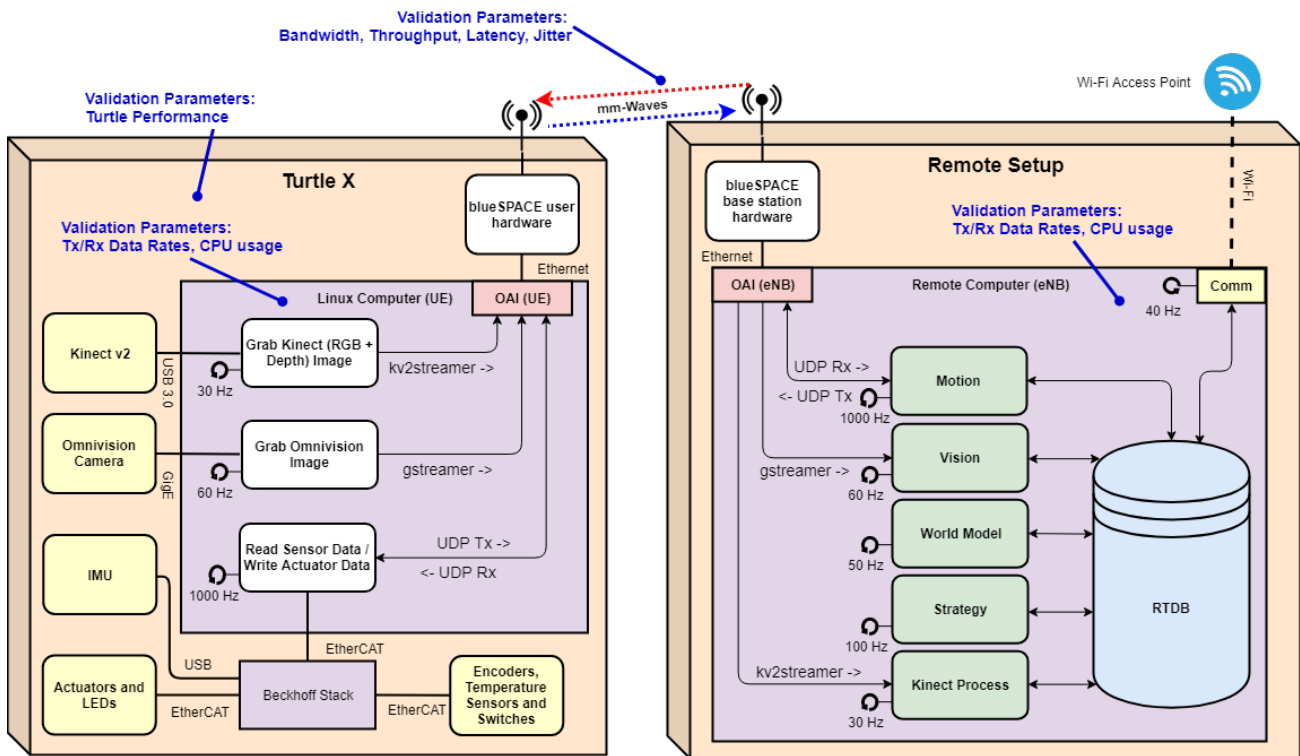 Validation Parameters:
Bandwidth, Throughput, Latency, Jitter
Wi-Fi Access Point
Validation Parameters:
Turtle Performance
mm-Waves
Turtle X
blueSPACE user
hardware
Validation Parameters:
Tx/Rx Data Rates, CPU usage
Ethernet
Linux Computer (UE)
OAI (UE)
Kinect v2
USB 3.0
Grab Kinect (RGB +
Depth) Image
30 Hz
kv2streamer ->
Omnivision
Camera
GigE
Grab Omnivision
Image
60 Hz
gstreamer ->
IMU
Read Sensor Data /
Write Actuator Data
1000 Hz
UDP Tx ->
<- UDP Rx
EtherCAT
USB
Actuators and
LEDs
EtherCAT
Beckhoff Stack
EtherCAT
Encoders,
Temperature
Sensors and
Switches
Remote Setup
blueSPACE
base station
hardware
Wi-Fi
Validation Parameters:
Tx/Rx Data Rates, CPU usage
Ethernet
OAI (eNB)
Remote Computer (eNB)
Comm
40 Hz
UDP Rx ->
<- UDP Tx
1000 Hz
Motion
gstreamer ->
60 Hz
Vision
World Model
50 Hz
Strategy
100 Hz
RTDB
kv2streamer ->
Kinect Process
30 Hz